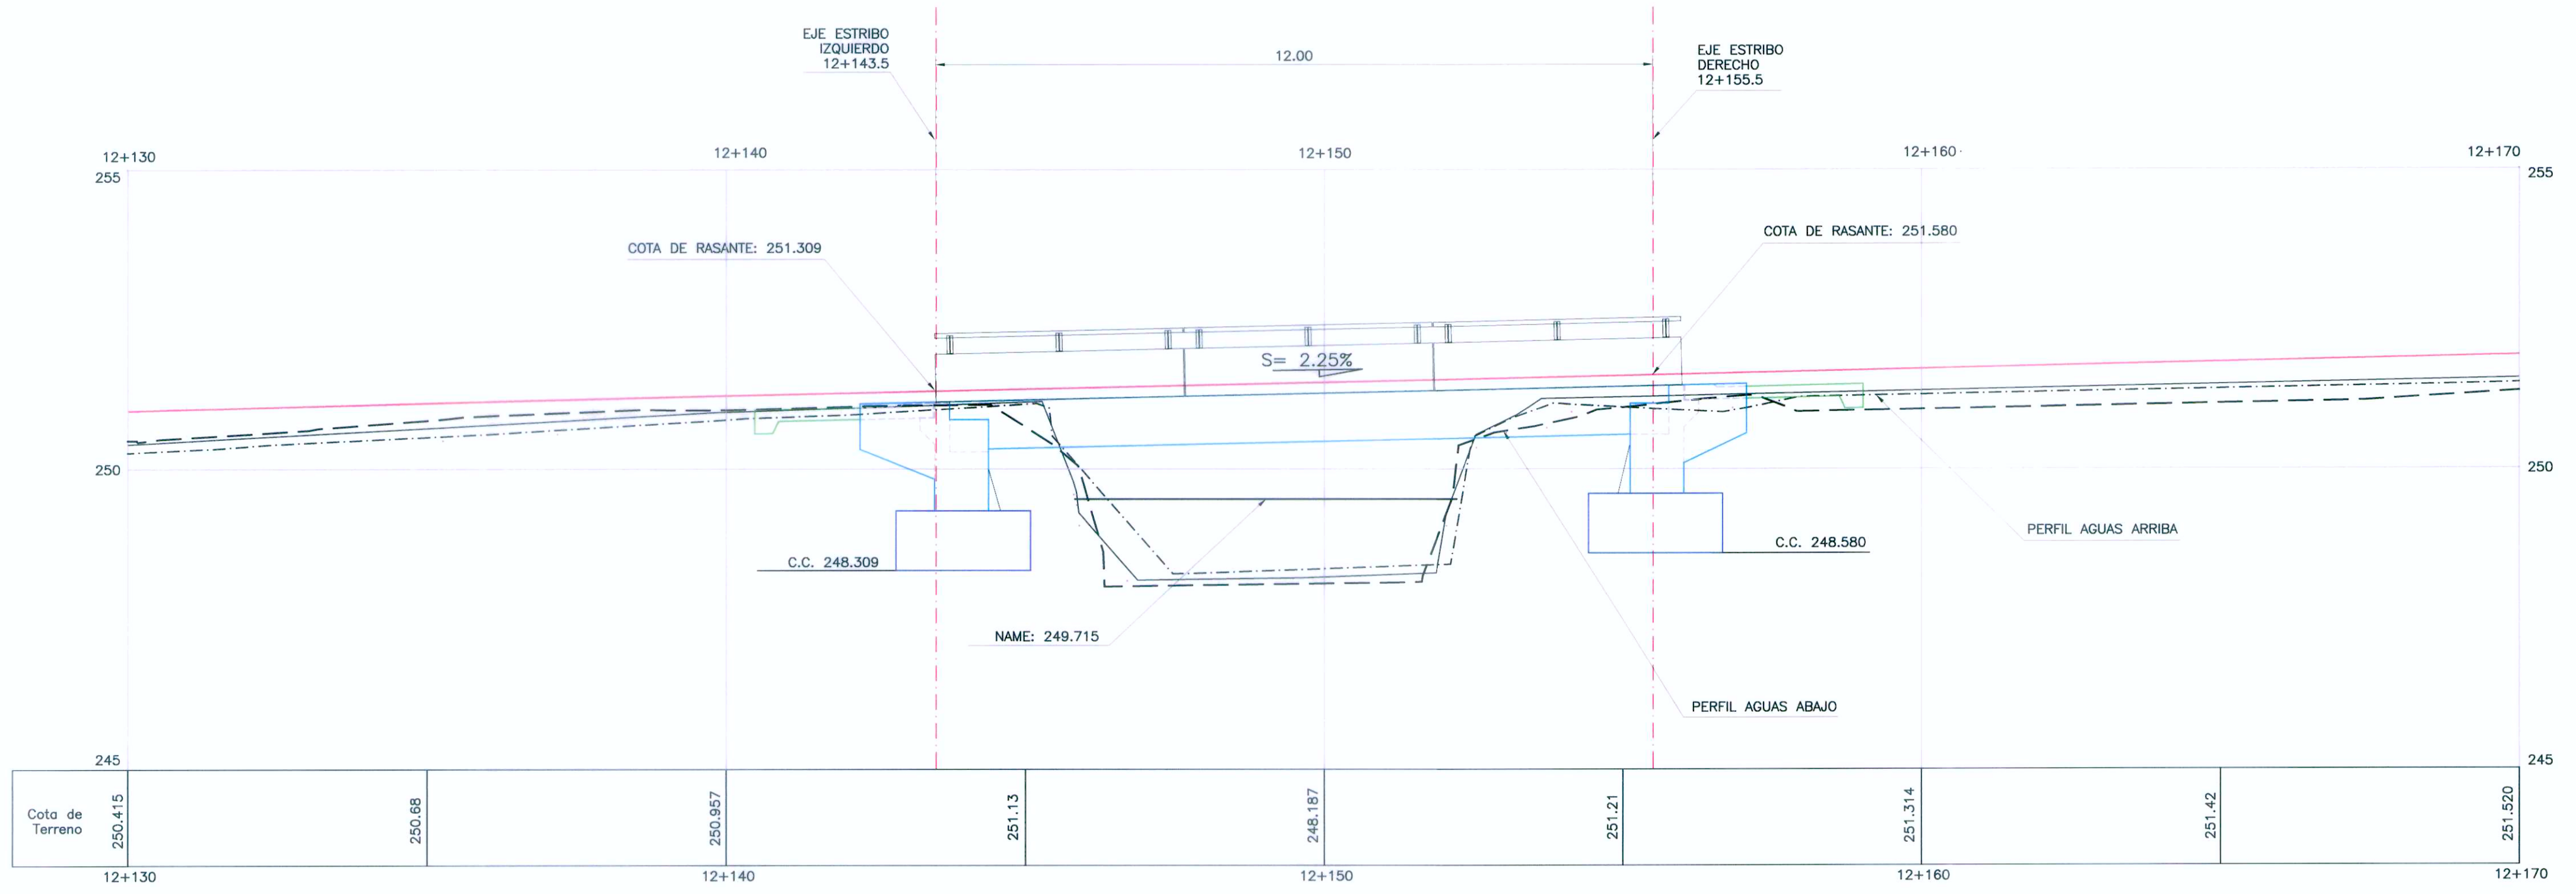 EJE ESTRIBO
IZQUIERDO
12+143.5
12.00
EJE ESTRIBO
DERECHO
12+155.5
12+130
12+140
12+150
12+160
12+170
255
255
COTA DE RASANTE: 251.309
COTA DE RASANTE: 251.580
S= 2.25%
250
250
PERFIL AGUAS ARRIBA
C.C. 248.309
C.C. 248.580
NAME: 249.715
PERFIL AGUAS ABAJO
245
245
Cota de
Terreno
250.415
250.68
250.957
251.13
248.187
251.21
251.314
251.42
251.520
12+130
12+140
12+150
12+160
12+170